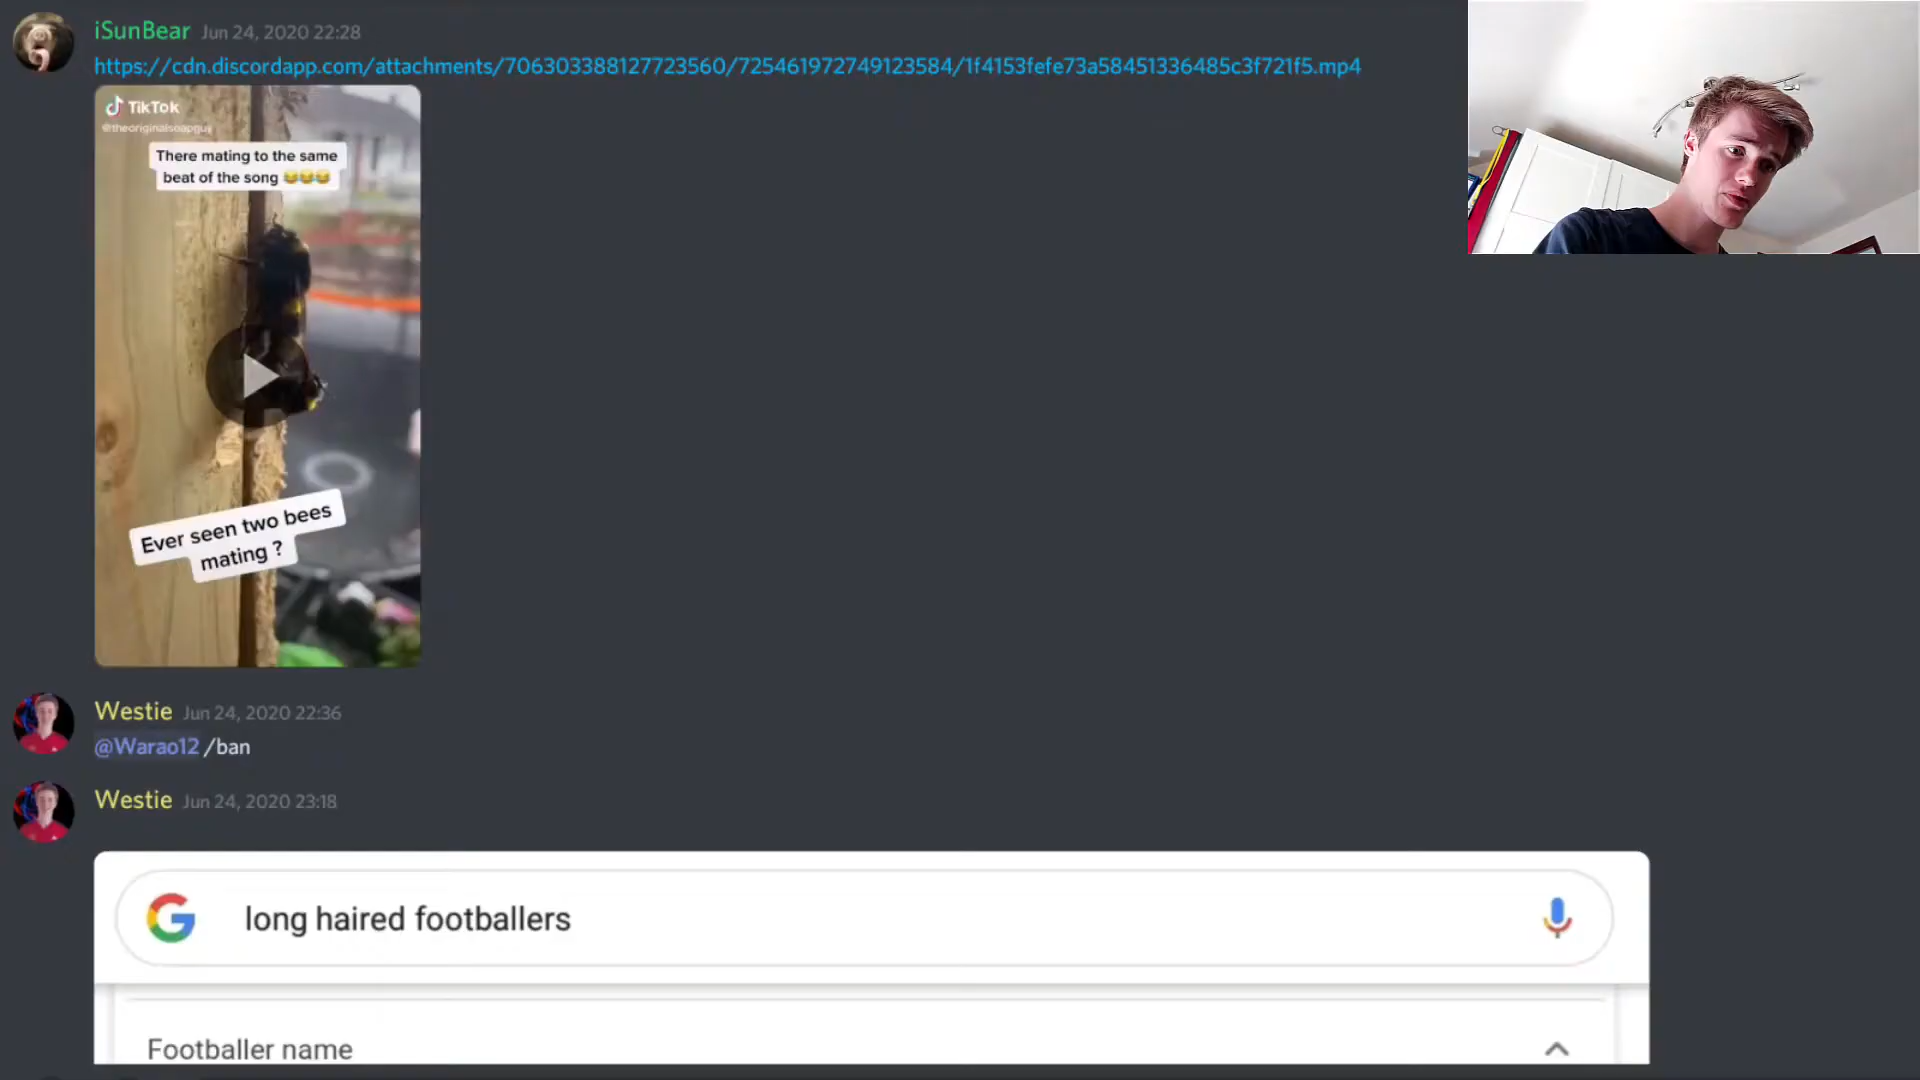 iSunBear Jun 24, 2020 22:28
https://cdn.discordapp.com/attachments/706303388127723560/725461972749123584/1f4153fefe73a58451336485c3f721f5.mp4
TikTok
@theoriginalsoapguy
There mating to the same
beat of the song 😂😂😂
Ever seen two bees
mating ?
Westie Jun 24, 2020 22:36
@Warao12 /ban
Westie Jun 24, 2020 23:18
long haired footballers
Footballer name